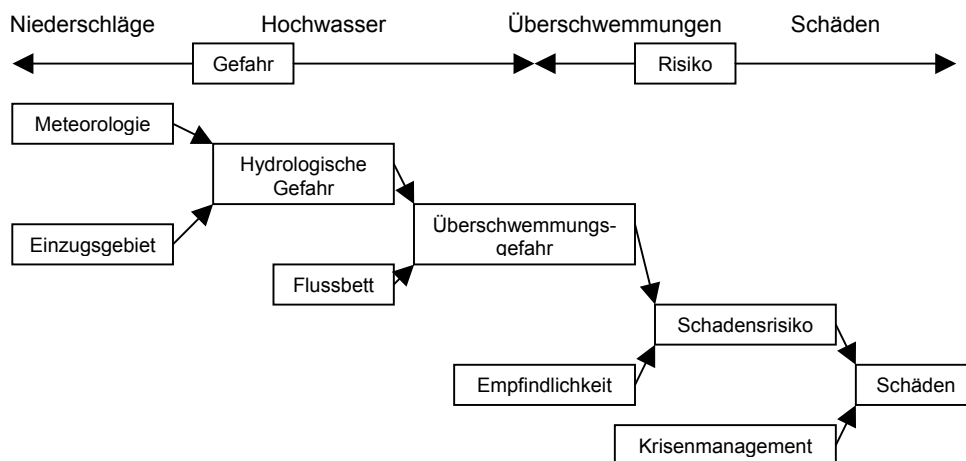 Niederschläge Hochwasser Überschwemmungen Schäden
Gefahr Risiko
Meteorologie
Hydrologische
Gefahr
Einzugsgebiet
Überschwemmungs-
gefahr
Flussbett
Schadensrisiko
Empfindlichkeit
Schäden
Krisenmanagement